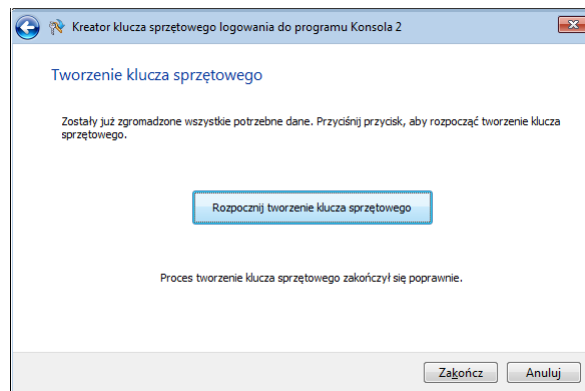 Kreator klucza sprzętowego logowania do programu Konsola 2
Tworzenie klucza sprzętowego
Zostały już zgromadzone wszystkie potrzebne dane. Przyciśnij przycisk, aby rozpocząć tworzenie klucza
sprzętowego.
Rozpocznij tworzenie klucza sprzętowego
Proces tworzenie klucza sprzętowego zakończył się poprawnie.
Zakończ Anuluj